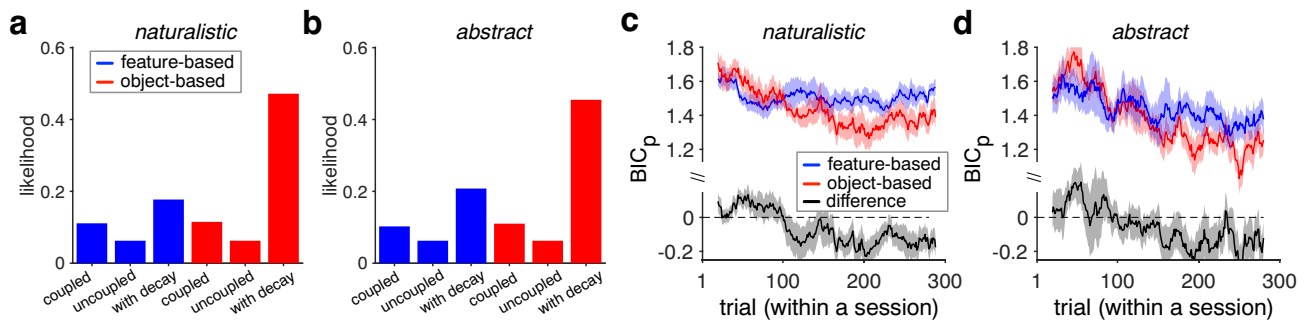 a
naturalistic
likelihood
0.6
0.4
0.2
0
feature-based
object-based
coupled
uncoupled
with decay
coupled
uncoupled
with decay
b
abstract
likelihood
0.6
0.4
0.2
0
coupled
uncoupled
with decay
coupled
uncoupled
with decay
c
naturalistic
BICp
1.8
1.6
1.4
1.2
0
-0.2
feature-based
object-based
difference
1
100
200
300
trial (within a session)
d
abstract
BICp
1.8
1.6
1.4
1.2
0
-0.2
1
100
200
300
trial (within a session)